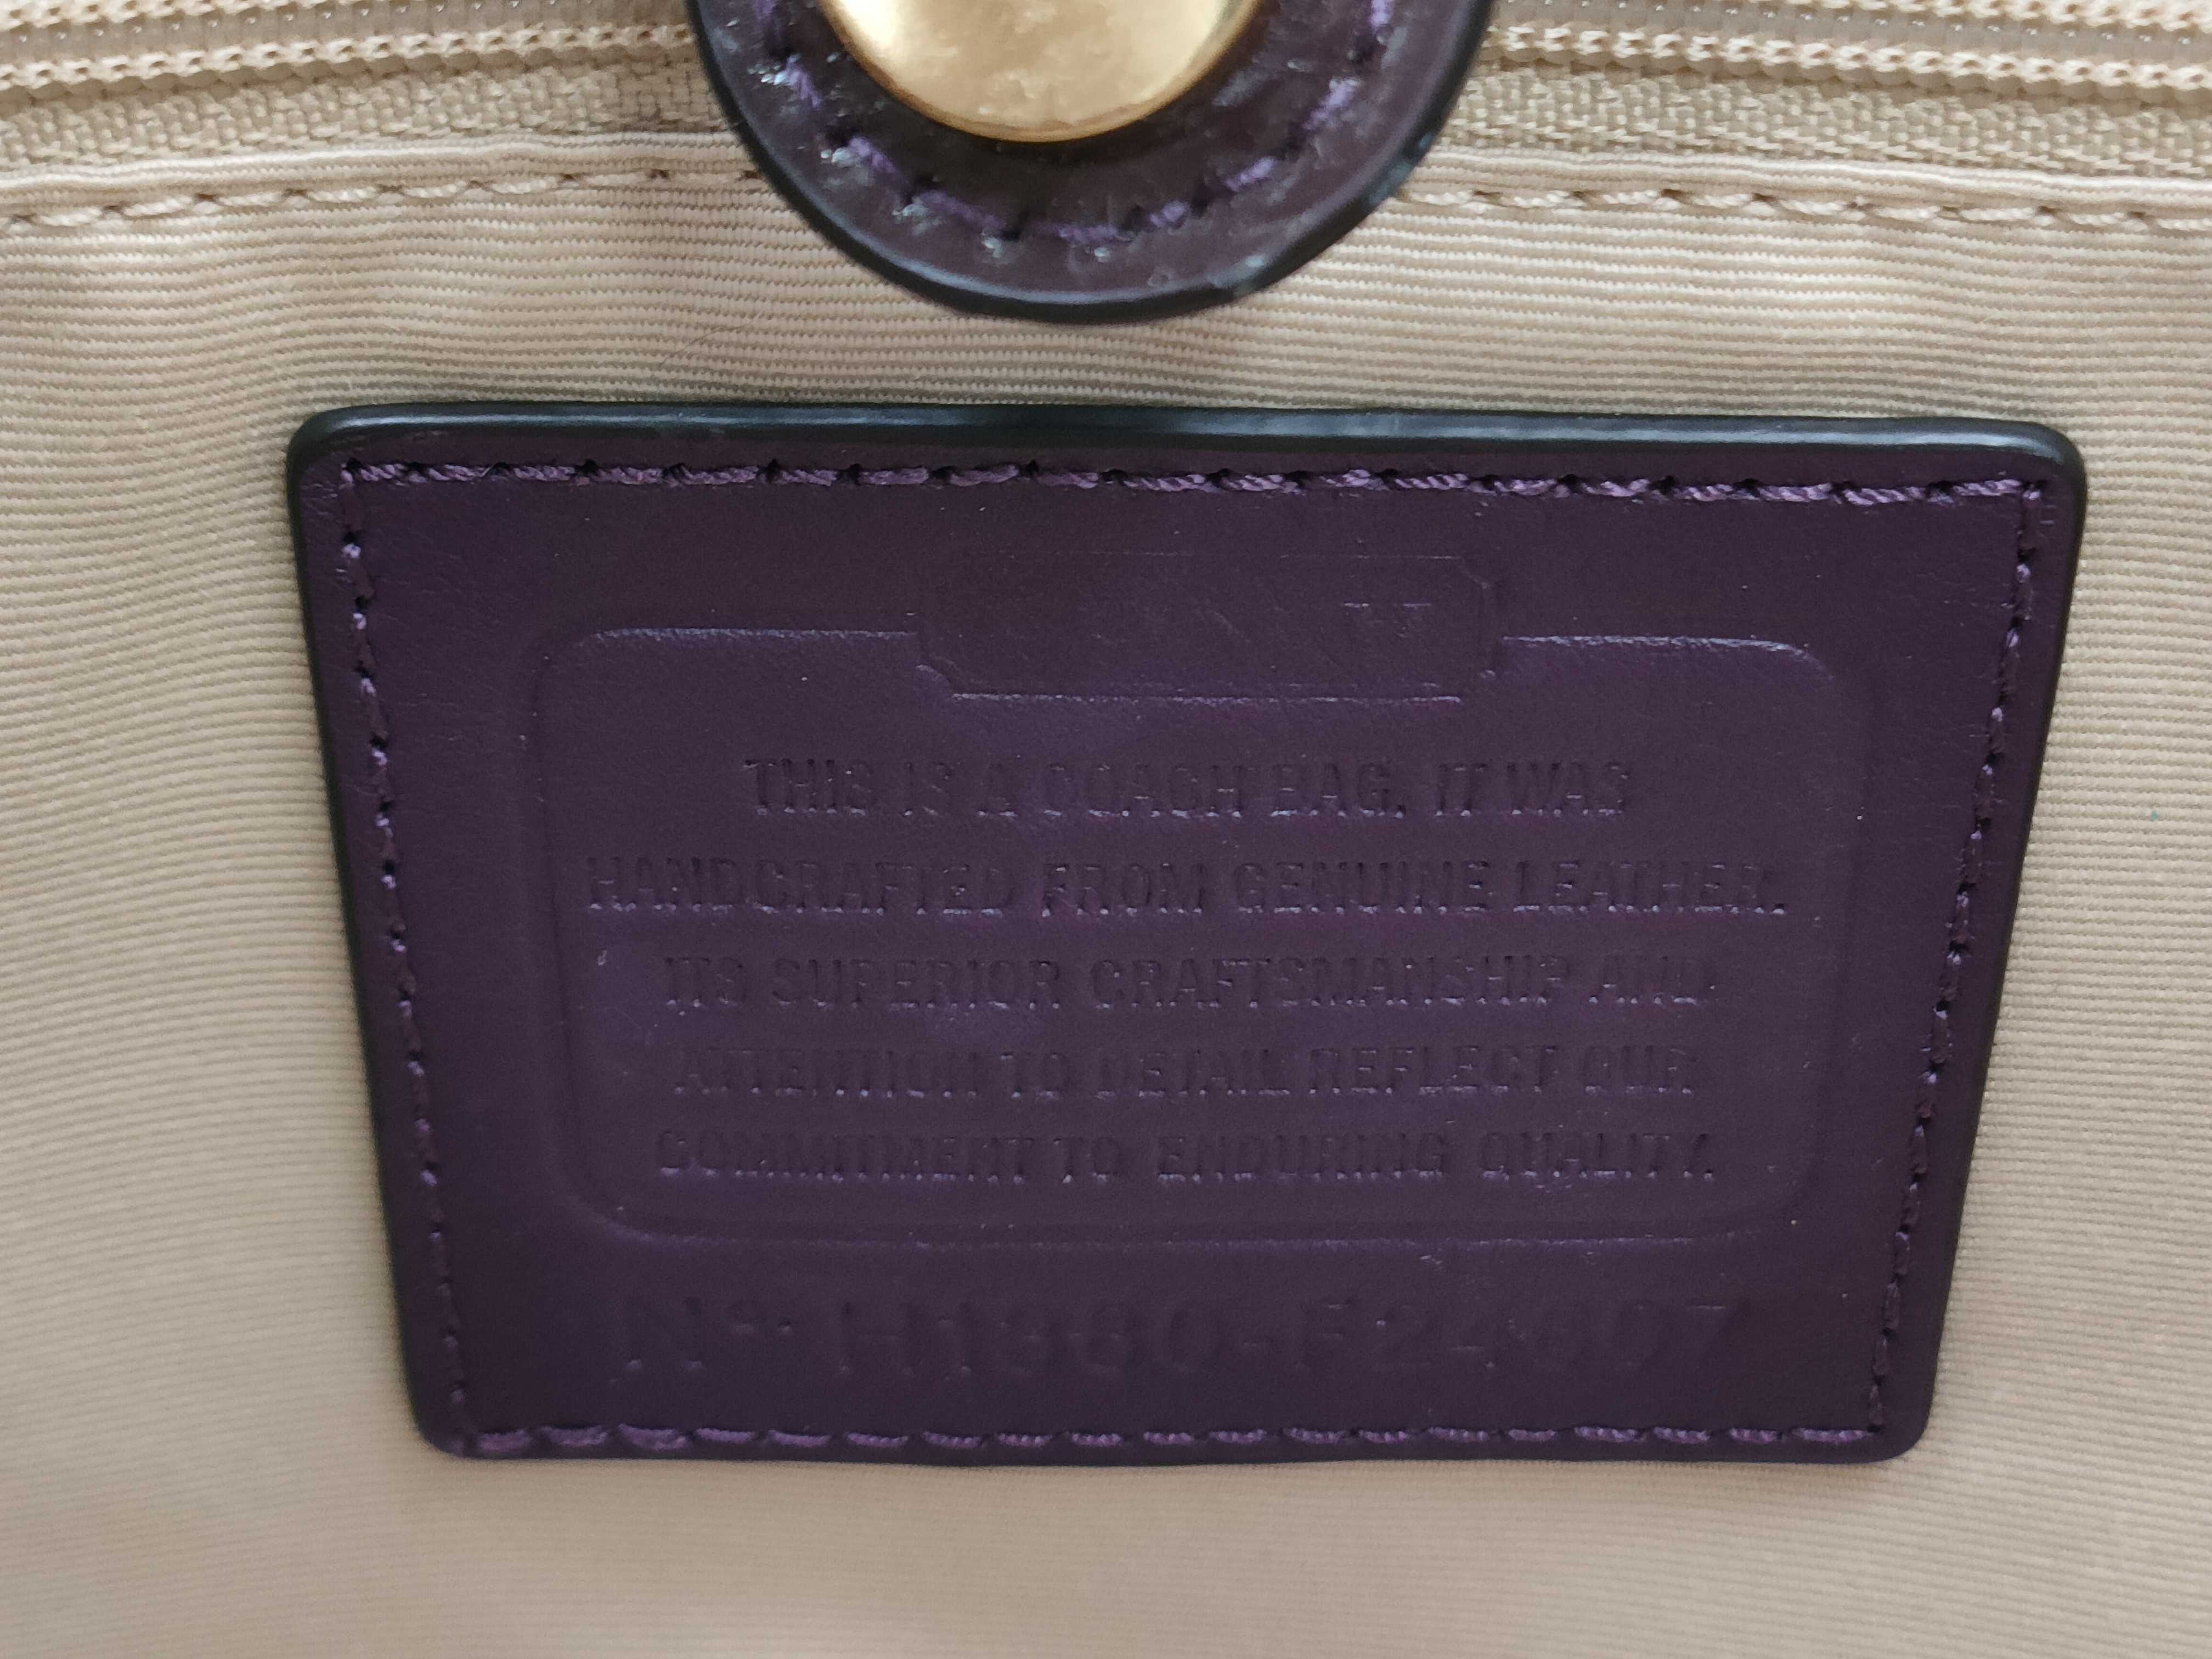 THIS IS A COACH BAG. IT WAS
HANDCRAFTED FROM GENUINE LEATHER.
ITS SUPERIOR CRAFTSMANSHIP AND
ATTENTION TO DETAIL REFLECT OUR
COMMITMENT TO ENDURING QUALITY.
Nº